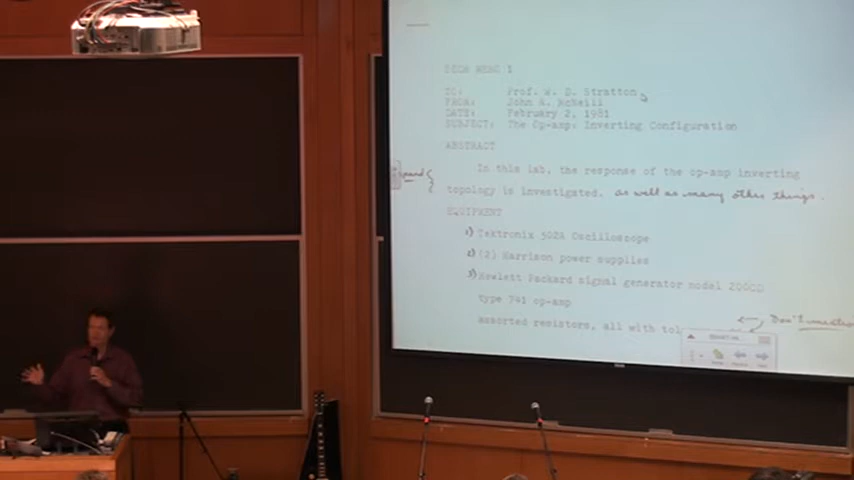 TECH MEMO 1
TO: Prof. W. D. Stratton
FROM: John A. McNeill
DATE: February 2, 1981
SUBJECT: The Op-amp: Inverting Configuration
ABSTRACT
In this lab, the response of the op-amp inverting
topology is investigated. as well as many other things.
EQUIPMENT
1) Tektronix 502A Oscilloscope
2) (2) Harrison power supplies
3) Hewlett Packard signal generator model 200CD
type 741 op-amp
assorted resistors, all with tol
Don't mention